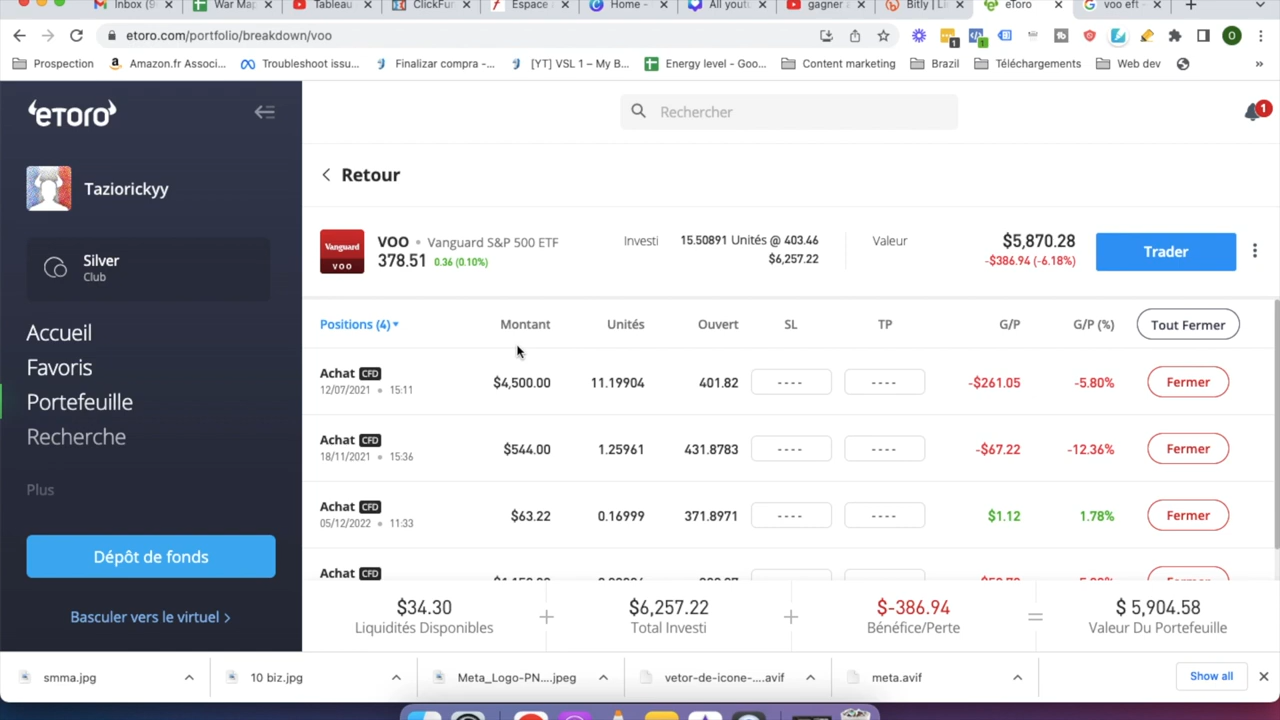 Inbox (9
War Map
Tableau
ClickFun
Espace
Home -
All yout
gagner
Bitly | Li
eToro
voo eft -
etoro.com/portfolio/breakdown/voo
1
1
O
Prospection
Amazon.fr Associ...
Troubleshoot issu...
Finalizar compra -...
[YT] VSL 1 – My B...
Energy level - Goo...
Content marketing
Brazil
Téléchargements
Web dev
»
eToro
Rechercher
1
Taziorickyy
Retour
Silver
Club
Vanguard
VOO
VOO • Vanguard S&P 500 ETF
378.51 0.36 (0.10%)
Investi
15.50891 Unités @ 403.46
$6,257.22
Valeur
$5,870.28
-$386.94 (-6.18%)
Trader
Accueil
Favoris
Portefeuille
Recherche
Plus
Dépôt de fonds
Basculer vers le virtuel >
Positions (4) Montant Unités Ouvert SL TP G/P G/P (%) Tout Fermer
Achat CFD
12/07/2021 • 15:11
$4,500.00 11.19904 401.82 ---- ---- -$261.05 -5.80% Fermer
Achat CFD
18/11/2021 • 15:36
$544.00 1.25961 431.8783 ---- ---- -$67.22 -12.36% Fermer
Achat CFD
05/12/2022 • 11:33
$63.22 0.16999 371.8971 ---- ---- $1.12 1.78% Fermer
Achat CFD
$34.30
Liquidités Disponibles
+
$6,257.22
Total Investi
+
$-386.94
Bénéfice/Perte
=
$ 5,904.58
Valeur Du Portefeuille
smma.jpg
10 biz.jpg
Meta_Logo-PN....jpeg
vetor-de-icone-....avif
meta.avif
Show all